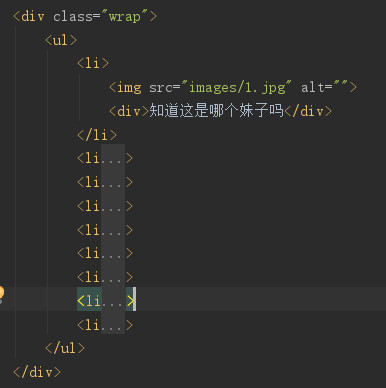 <div class="wrap">
<ul>
<li>
<img src="images/1.jpg" alt="">
<div>知道这是哪个妹子吗</div>
</li>
<li...>
<li...>
<li...>
<li...>
<li...>
<li...>
<li...>
<li...>
</ul>
</div>